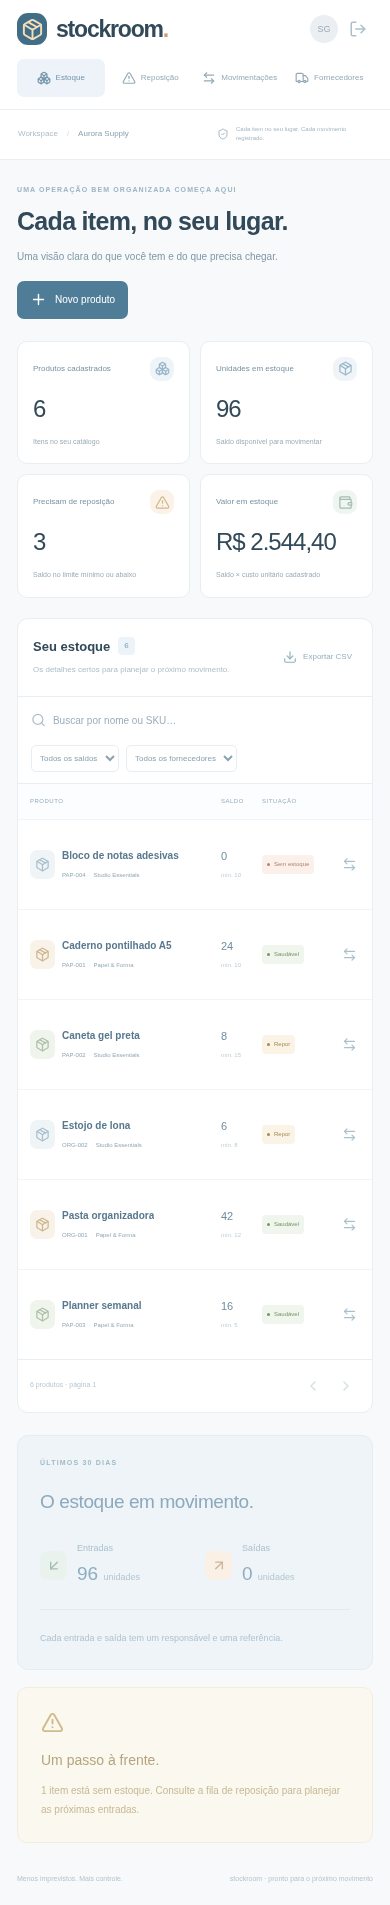 stockroom.
SG
Estoque
Reposição
Movimentações
Fornecedores
Workspace / Aurora Supply
Cada item no seu lugar. Cada movimento
registrado.
UMA OPERAÇÃO BEM ORGANIZADA COMEÇA AQUI
Cada item, no seu lugar.
Uma visão clara do que você tem e do que precisa chegar.
Novo produto
Produtos cadastrados
6
Itens no seu catálogo
Unidades em estoque
96
Saldo disponível para movimentar
Precisam de reposição
3
Saldo no limite mínimo ou abaixo
Valor em estoque
R$ 2.544,40
Saldo × custo unitário cadastrado
Seu estoque 6
Os detalhes certos para planejar o próximo movimento.
Exportar CSV
Buscar por nome ou SKU…
Todos os saldos
Todos os fornecedores
PRODUTO SALDO SITUAÇÃO
Bloco de notas adesivas
PAP-004 · Studio Essentials
0
mín. 10
Sem estoque
Caderno pontilhado A5
PAP-001 · Papel & Forma
24
mín. 10
Saudável
Caneta gel preta
PAP-002 · Studio Essentials
8
mín. 15
Repor
Estojo de lona
ORG-002 · Studio Essentials
6
mín. 8
Repor
Pasta organizadora
ORG-001 · Papel & Forma
42
mín. 12
Saudável
Planner semanal
PAP-003 · Papel & Forma
16
mín. 5
Saudável
6 produtos · página 1
ÚLTIMOS 30 DIAS
O estoque em movimento.
Entradas
96 unidades
Saídas
0 unidades
Cada entrada e saída tem um responsável e uma referência.
Um passo à frente.
1 item está sem estoque. Consulte a fila de reposição para planejar
as próximas entradas.
Menos imprevistos. Mais controle.
stockroom · pronto para o próximo movimento